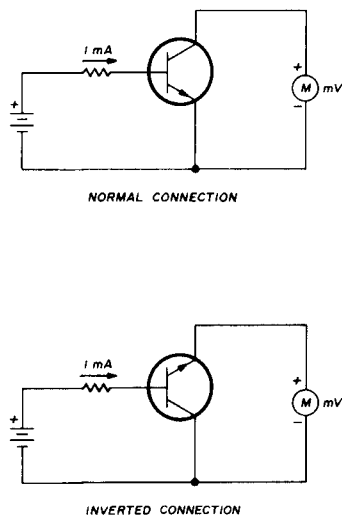 1 mA
+
+
M mV
−
NORMAL CONNECTION
1 mA
+
+
M mV
−
INVERTED CONNECTION